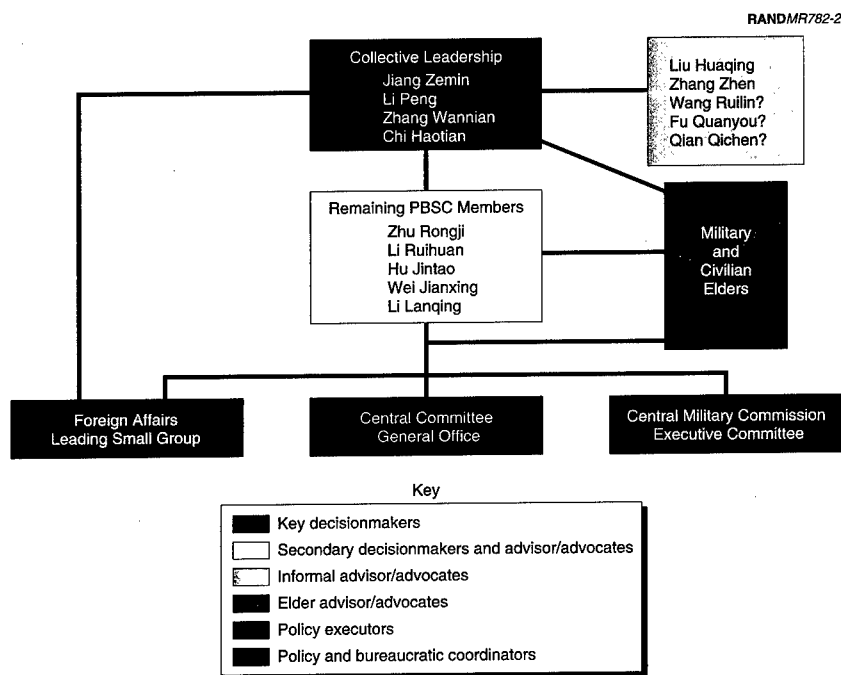 RANDMR782-2
Collective Leadership
Jiang Zemin
Li Peng
Zhang Wannian
Chi Haotian
Liu Huaqing
Zhang Zhen
Wang Ruilin?
Fu Quanyou?
Qian Qichen?
Remaining PBSC Members
Zhu Rongji
Li Ruihuan
Hu Jintao
Wei Jianxing
Li Lanqing
Military
and
Civilian
Elders
Foreign Affairs
Leading Small Group
Central Committee
General Office
Central Military Commission
Executive Committee
Key
Key decisionmakers
Secondary decisionmakers and advisor/advocates
Informal advisor/advocates
Elder advisor/advocates
Policy executors
Policy and bureaucratic coordinators